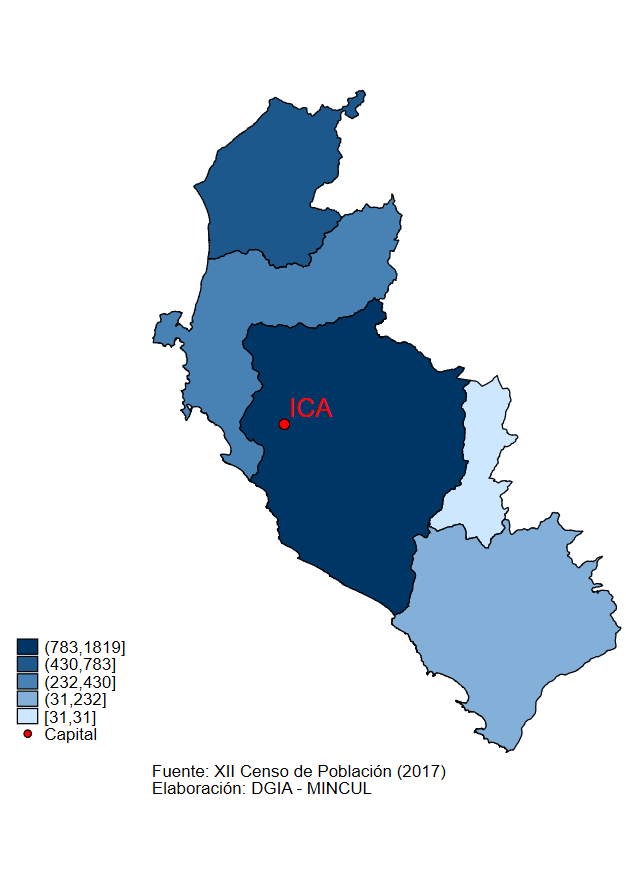 ICA
(783,1819]
(430,783]
(232,430]
(31,232]
[31,31]
Capital
Fuente: XII Censo de Población (2017)
Elaboración: DGIA - MINCUL